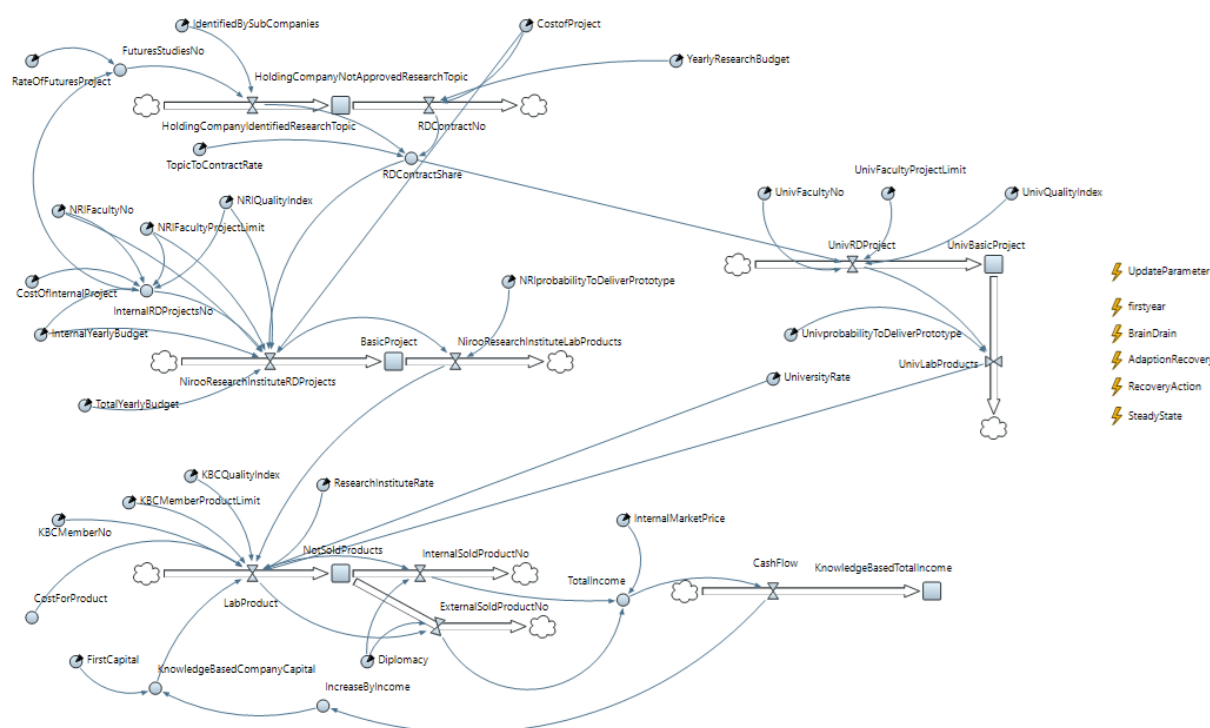 IdentifiedBySubCompanies
CostofProject
FuturesStudiesNo
YearlyResearchBudget
RateOfFuturesProject
HoldingCompanyNotApprovedResearchTopic
HoldingCompanyIdentifiedResearchTopic
RDContractNo
TopicToContractRate
RDContractShare
UnivFacultyProjectLimit
UnivFacultyNo
UnivQualityIndex
NRIFacultyNo
NRIQualityIndex
NRIFacultyProjectLimit
UnivRDProject
UnivBasicProject
UpdateParameter
CostOfInternalProject
NRIprobabilityToDeliverPrototype
InternalRDProjectsNo
firstyear
InternalYearlyBudget
UnivprobabilityToDeliverPrototype
BrainDrain
BasicProject
NirooResearchInstituteLabProducts
AdaptionRecovery
UnivLabProducts
NirooResearchInstituteRDProjects
UniversityRate
RecoveryAction
TotalYearlyBudget
SteadyState
KBCQualityIndex
ResearchInstituteRate
KBCMemberProductLimit
KBCMemberNo
InternalMarketPrice
NotSoldProducts
InternalSoldProductNo
TotalIncome
CashFlow
KnowledgeBasedTotalIncome
CostForProduct
LabProduct
ExternalSoldProductNo
FirstCapital
KnowledgeBasedCompanyCapital
Diplomacy
IncreaseByIncome